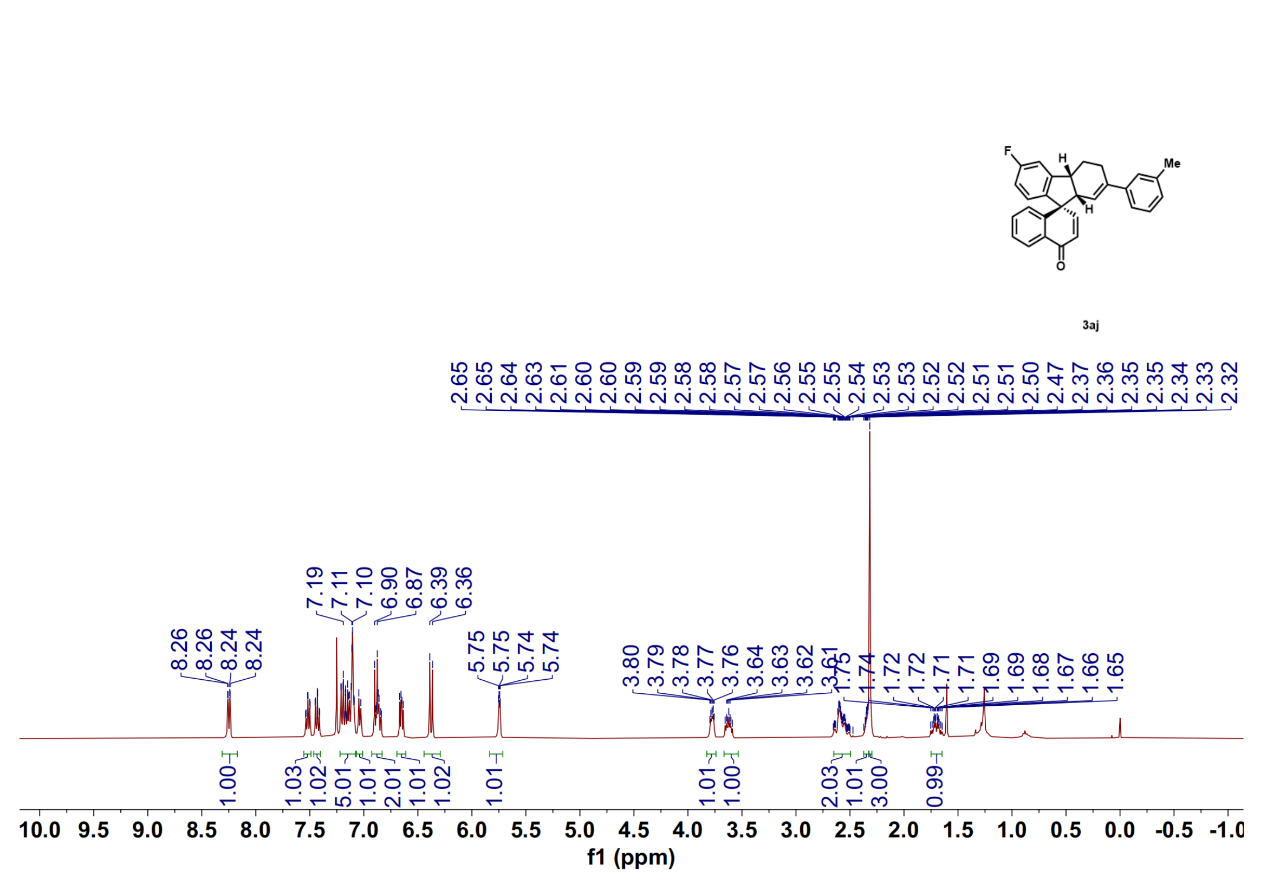 F
H
Me
H
O
3aj
2.65 2.65 2.64 2.63 2.61 2.60 2.60 2.59 2.59 2.58 2.58 2.57 2.57 2.56 2.55 2.55 2.54 2.53 2.53 2.52 2.52 2.51 2.51 2.50 2.47 2.37 2.36 2.35 2.35 2.34 2.33 2.32
7.19 7.11 7.10 6.90 6.87 6.39 6.36
8.26 8.26 8.24 8.24
5.75 5.75 5.74 5.74
3.80 3.79 3.78 3.77 3.76 3.64 3.63 3.62 3.61
1.75 1.74 1.72 1.72 1.71 1.71 1.69 1.69 1.68 1.67 1.66 1.65
1.00 1.03 1.02 5.01 1.01 2.01 1.01 1.02 1.01 1.01 1.00 2.03 1.01 3.00 0.99
10.0 9.5 9.0 8.5 8.0 7.5 7.0 6.5 6.0 5.5 5.0 4.5 4.0 3.5 3.0 2.5 2.0 1.5 1.0 0.5 0.0 -0.5 -1.0
f1 (ppm)